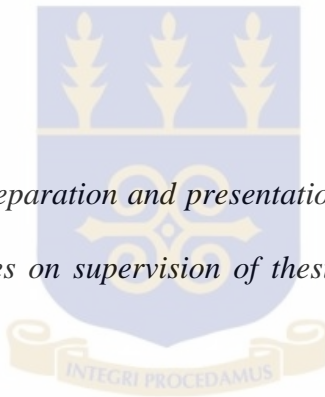 eparation and presentatio
es on supervision of thes
INTEGRI PROCEDAMUS